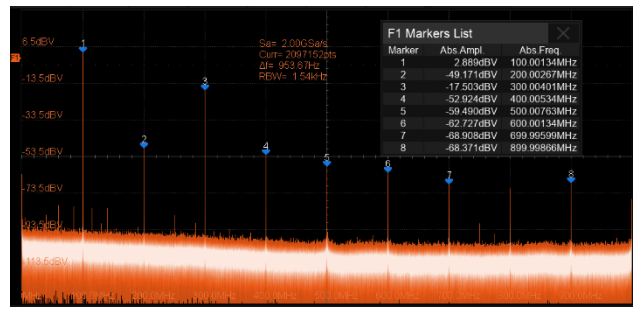 F1 Markers List
Marker Abs.Ampl. Abs.Freq.
1 2.889dBV 100.00134MHz
2 -49.171dBV 200.00267MHz
3 -17.503dBV 300.00401MHz
4 -52.924dBV 400.00534MHz
5 -59.490dBV 500.00763MHz
6 -62.727dBV 600.00134MHz
7 -68.908dBV 699.99599MHz
8 -68.371dBV 899.99866MHz
6.5dBV
Sa= 2.00GSa/s
Curr= 2097152pts
Δf= 953.67Hz
RBW= 1.54kHz
-13.5dBV
-33.5dBV
-53.5dBV
-73.5dBV
-93.5dBV
-113.5dBV
1
2
3
4
5
6
7
8